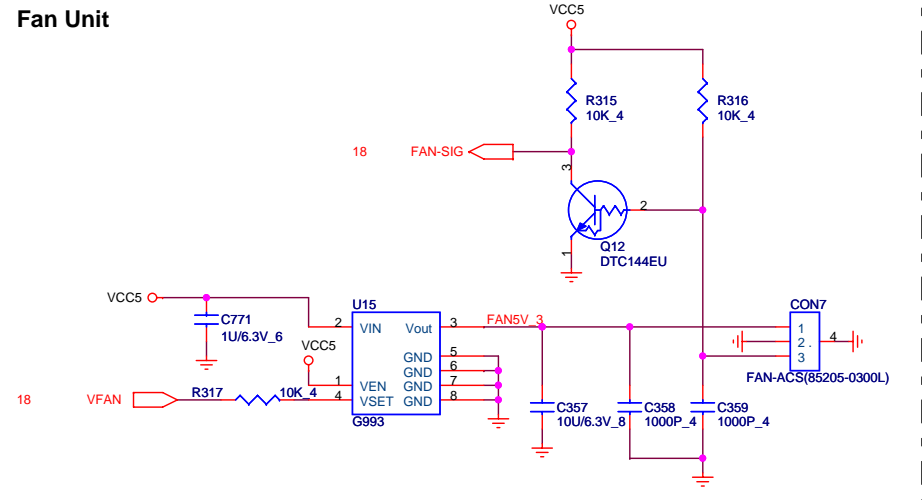 Fan Unit
VCC5
R315
10K_4
R316
10K_4
18 FAN-SIG
3
2
1
Q12
DTC144EU
VCC5
C771
1U/6.3V_6
VCC5
U15
2 VIN Vout 3 FAN5V_3
GND 5
GND 6
1 VEN GND 7
4 VSET GND 8
G993
18 VFAN R317 10K_4
CON7
1
2 .
3
4
FAN-ACS(85205-0300L)
C357
10U/6.3V_8
C358
1000P_4
C359
1000P_4